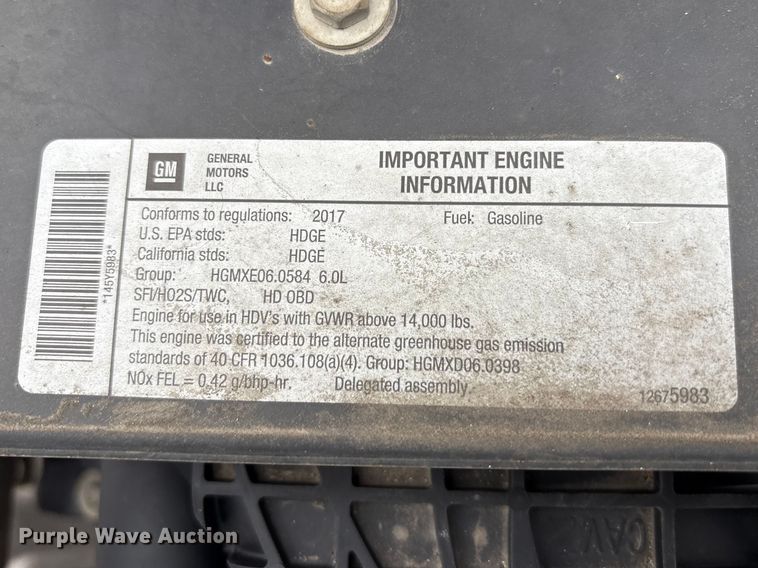 GM
GENERAL MOTORS LLC
IMPORTANT ENGINE INFORMATION
Conforms to regulations: 2017 Fuel: Gasoline
U.S. EPA stds: HDGE
California stds: HDGE
Group: HGMXE06.0584 6.0L
SFI/HO2S/TWC, HD OBD
Engine for use in HDV's with GVWR above 14,000 lbs.
This engine was certified to the alternate greenhouse gas emission
standards of 40 CFR 1036.108(a)(4). Group: HGMXD06.0398
NOx FEL = 0.42 g/bhp-hr. Delegated assembly.
12675983
*145Y5983*
Purple Wave Auction